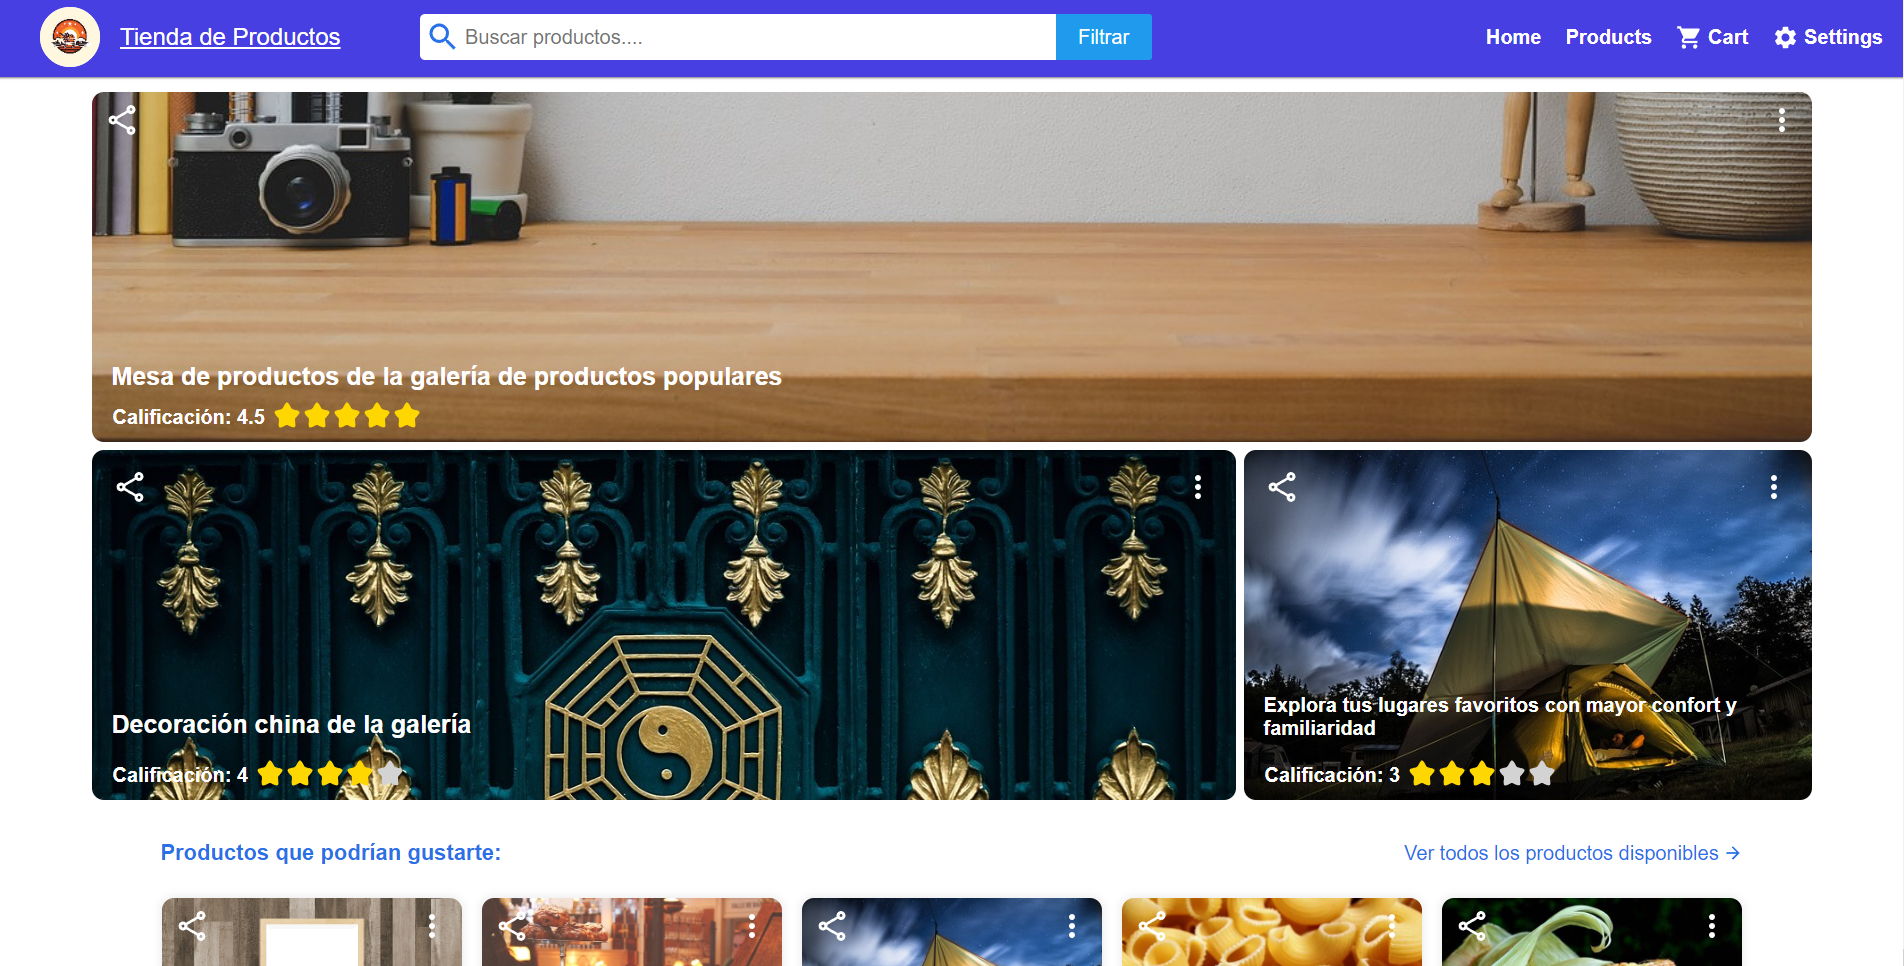 Tienda de Productos
Buscar productos....
Filtrar
Home
Products
Cart
Settings
Mesa de productos de la galería de productos populares
Calificación: 4.5
Decoración china de la galería
Calificación: 4
Explora tus lugares favoritos con mayor confort y
familiaridad
Calificación: 3
Productos que podrían gustarte:
Ver todos los productos disponibles →